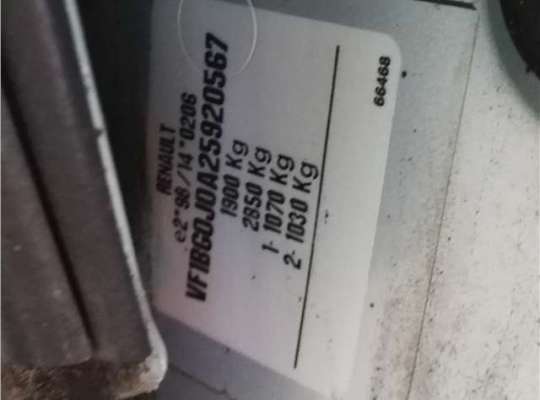 RENAULT
e2*98/14*0206
VF1BG0J0A25920567
1900 Kg
2850 Kg
1- 1070 Kg
2- 1030 Kg
66468